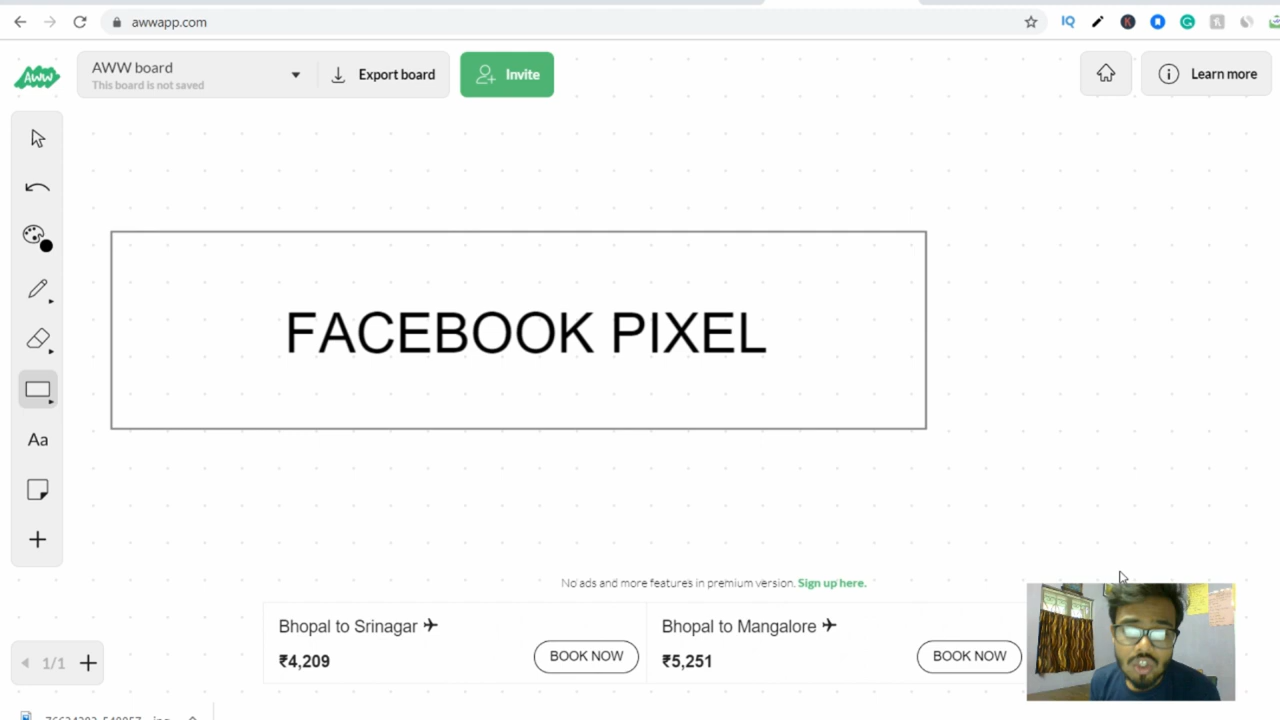 awwapp.com
IQ
K
AWW
AWW board
This board is not saved
Export board
Invite
Learn more
FACEBOOK PIXEL
Aa
No ads and more features in premium version. Sign up here.
Bhopal to Srinagar
₹4,209
BOOK NOW
Bhopal to Mangalore
₹5,251
BOOK NOW
1/1